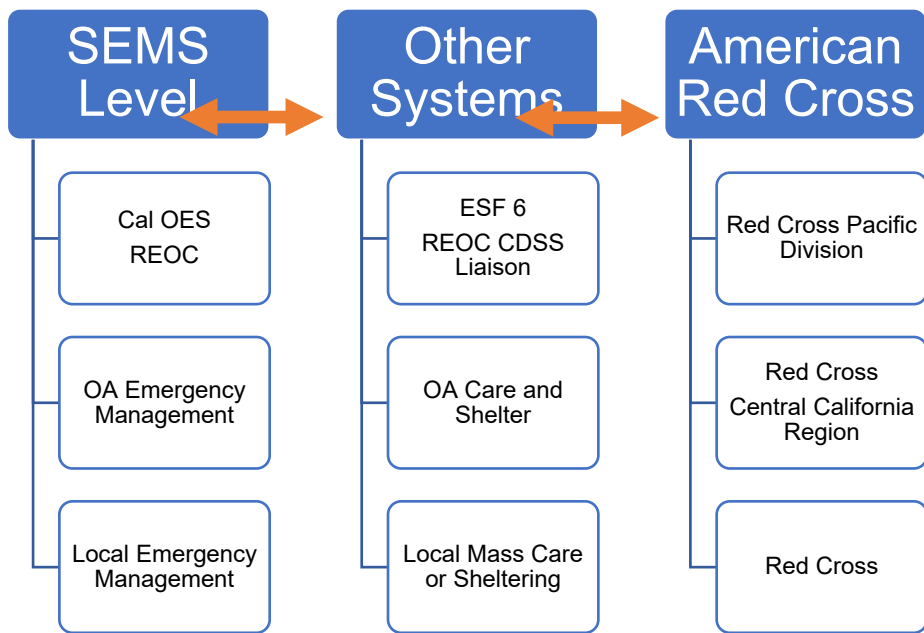 SEMS
Level
Other
Systems
American
Red Cross
Cal OES
REOC
ESF 6
REOC CDSS
Liaison
Red Cross Pacific
Division
OA Emergency
Management
OA Care and
Shelter
Red Cross
Central California
Region
Local Emergency
Management
Local Mass Care
or Sheltering
Red Cross